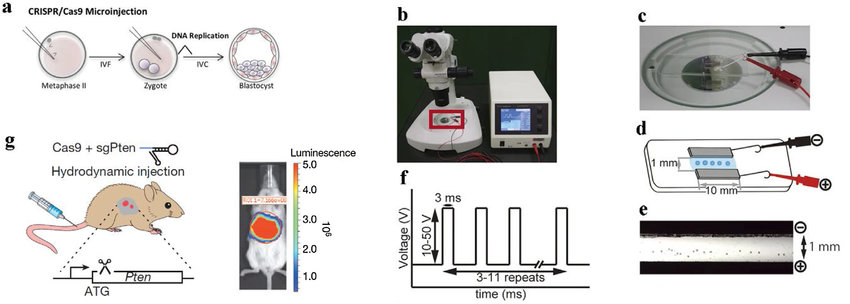 a
CRISPR/Cas9 Microinjection
DNA Replication
IVF
IVC
Metaphase II
Zygote
Blastocyst
b
c
d
1 mm
10 mm
e
1 mm
f
3 ms
Voltage (V)
10-50 V
3-11 repeats
time (ms)
g
Cas9 + sgPten
Hydrodynamic injection
ATG
Pten
Luminescence
5.0
4.0
3.0
2.0
1.0
10⁶